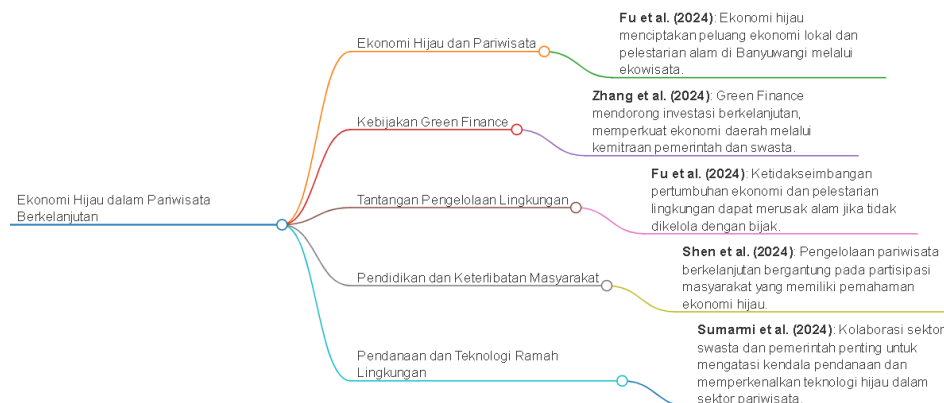 Ekonomi Hijau dalam Pariwisata
Berkelanjutan
Ekonomi Hijau dan Pariwisata
Fu et al. (2024): Ekonomi hijau
menciptakan peluang ekonomi lokal dan
pelestarian alam di Banyuwangi melalui
ekowisata.
Kebijakan Green Finance
Zhang et al. (2024): Green Finance
mendorong investasi berkelanjutan,
memperkuat ekonomi daerah melalui
kemitraan pemerintah dan swasta.
Tantangan Pengelolaan Lingkungan
Fu et al. (2024): Ketidakseimbangan
pertumbuhan ekonomi dan pelestarian
lingkungan dapat merusak alam jika tidak
dikelola dengan bijak.
Pendidikan dan Keterlibatan Masyarakat
Shen et al. (2024): Pengelolaan pariwisata
berkelanjutan bergantung pada partisipasi
masyarakat yang memiliki pemahaman
ekonomi hijau.
Pendanaan dan Teknologi Ramah
Lingkungan
Sumarmi et al. (2024): Kolaborasi sektor
swasta dan pemerintah penting untuk
mengatasi kendala pendanaan dan
memperkenalkan teknologi hijau dalam
sektor pariwisata.